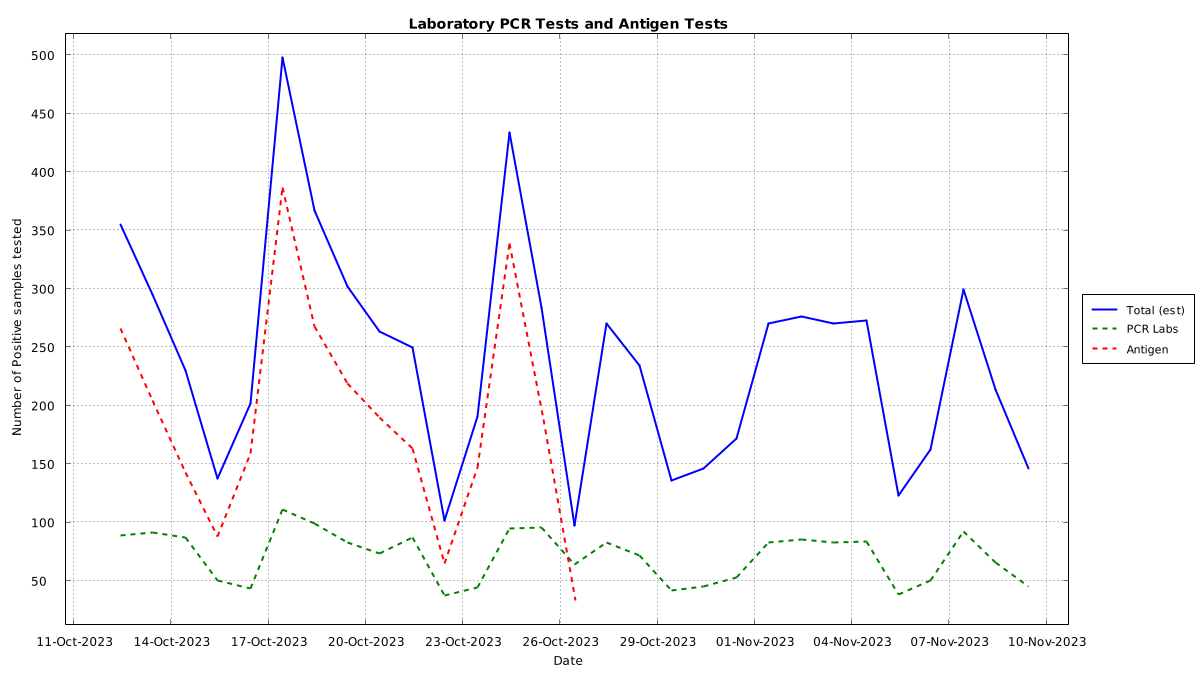 Laboratory PCR Tests and Antigen Tests
500
450
400
350
300
250
200
150
100
50
Number of Positive samples tested
11-Oct-2023 14-Oct-2023 17-Oct-2023 20-Oct-2023 23-Oct-2023 26-Oct-2023 29-Oct-2023 01-Nov-2023 04-Nov-2023 07-Nov-2023 10-Nov-2023
Date
Total (est)
PCR Labs
Antigen